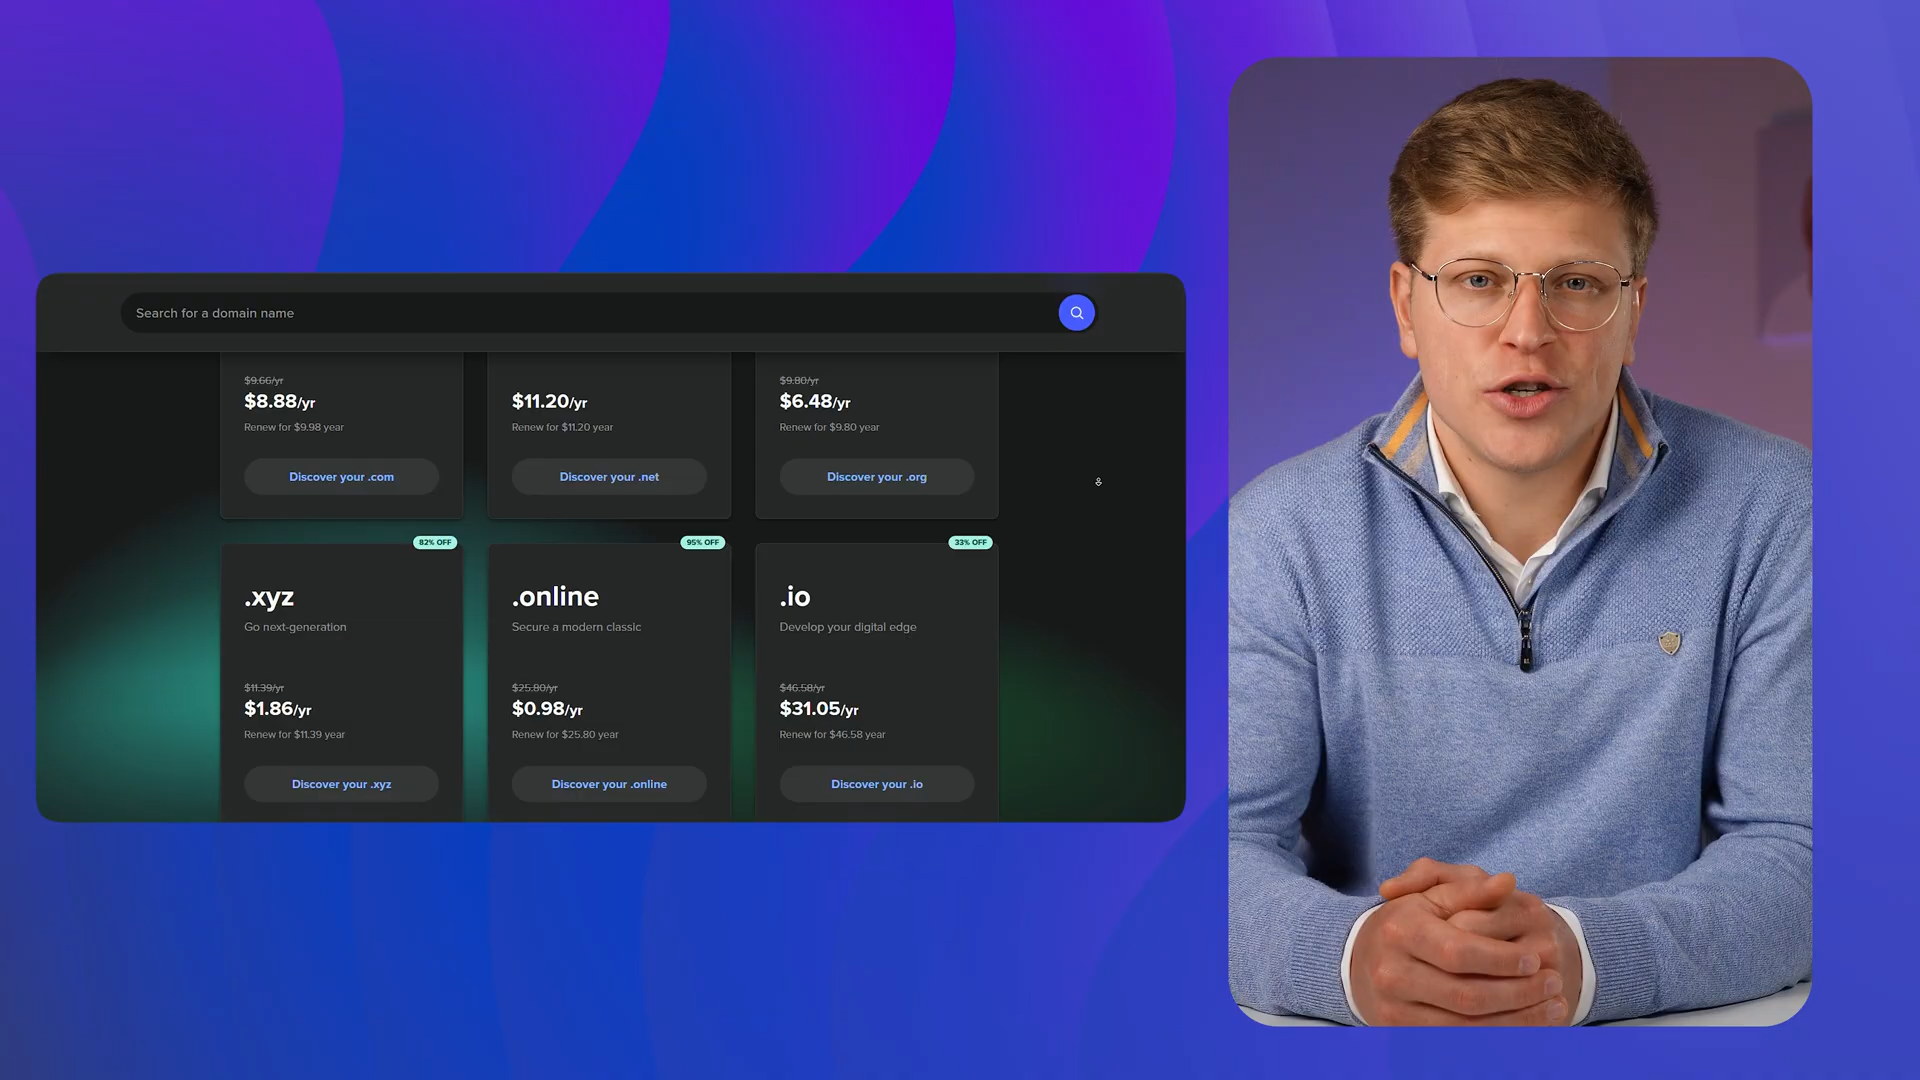 Search for a domain name
$9.66/yr
$8.88/yr
Renew for $9.98 year
Discover your .com
$11.20/yr
Renew for $11.20 year
Discover your .net
$9.80/yr
$6.48/yr
Renew for $9.80 year
Discover your .org
82% OFF
.xyz
Go next-generation
$11.39/yr
$1.86/yr
Renew for $11.39 year
Discover your .xyz
95% OFF
.online
Secure a modern classic
$25.80/yr
$0.98/yr
Renew for $25.80 year
Discover your .online
33% OFF
.io
Develop your digital edge
$46.58/yr
$31.05/yr
Renew for $46.58 year
Discover your .io